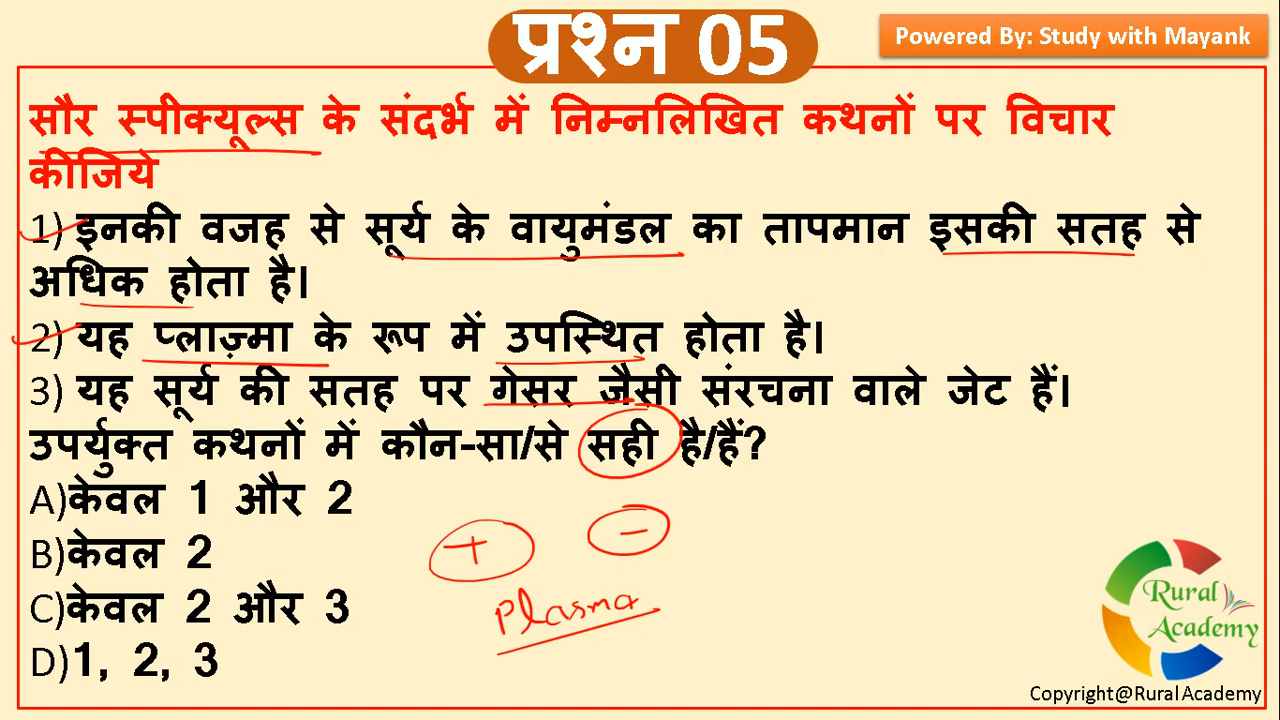 प्रश्न 05
Powered By: Study with Mayank
सौर स्पीक्यूल्स के संदर्भ में निम्नलिखित कथनों पर विचार
कीजिये
1) इनकी वजह से सूर्य के वायुमंडल का तापमान इसकी सतह से
अधिक होता है।
2) यह प्लाज़्मा के रूप में उपस्थित होता है।
3) यह सूर्य की सतह पर गेसर जैसी संरचना वाले जेट हैं।
उपर्युक्त कथनों में कौन-सा/से सही है/हैं?
A)केवल 1 और 2
B)केवल 2
C)केवल 2 और 3
D)1, 2, 3
+ −
Plasma
Rural
Academy
Copyright@Rural Academy